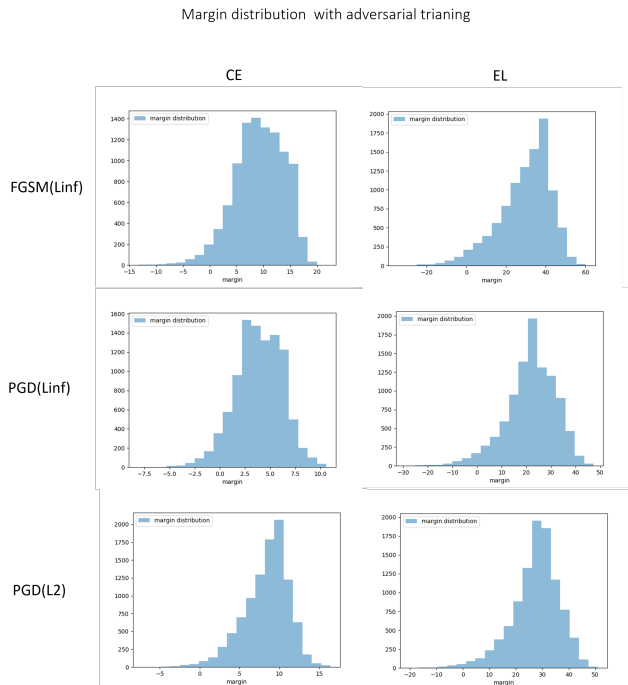 Margin distribution with adversarial trianing
CE
EL
FGSM(Linf)
margin distribution
1400
1200
1000
800
600
400
200
0
−15 −10 −5 0 5 10 15 20
margin
margin distribution
2000
1750
1500
1250
1000
750
500
250
0
−20 0 20 40 60
margin
PGD(Linf)
margin distribution
1600
1400
1200
1000
800
600
400
200
0
−7.5 −5.0 −2.5 0.0 2.5 5.0 7.5 10.0
margin
margin distribution
2000
1750
1500
1250
1000
750
500
250
0
−30 −20 −10 0 10 20 30 40 50
margin
PGD(L2)
margin distribution
2000
1750
1500
1250
1000
750
500
250
0
−5 0 5 10 15
margin
margin distribution
2000
1750
1500
1250
1000
750
500
250
0
−20 −10 0 10 20 30 40 50
margin